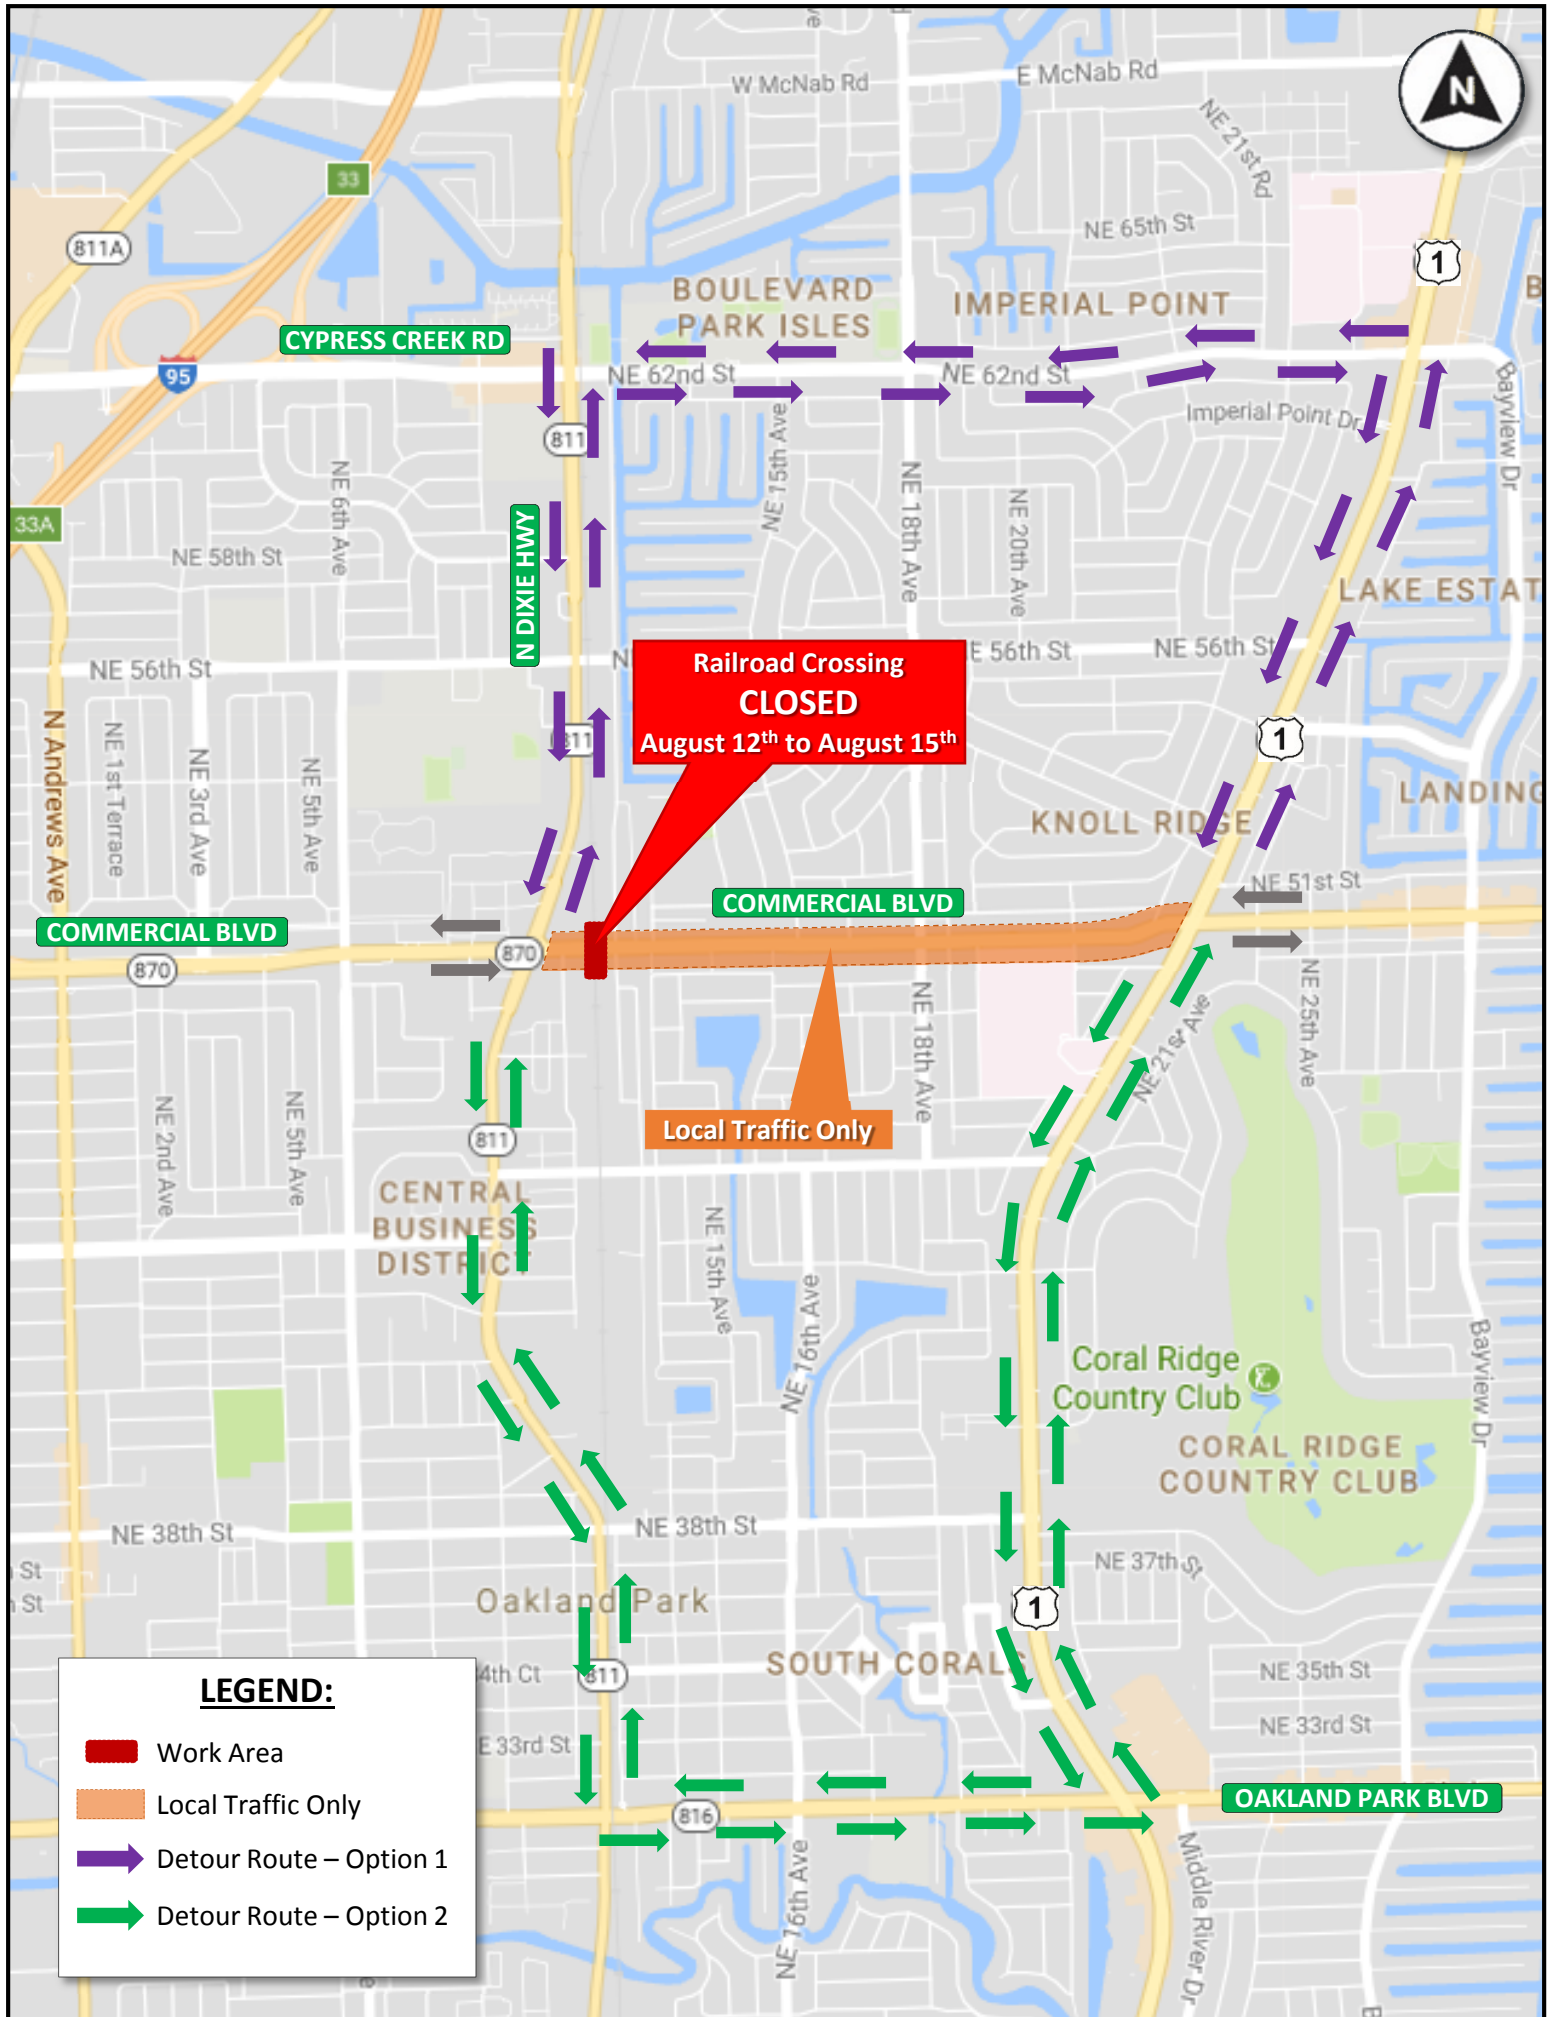 W McNab Rd
E McNab Rd
N
NE 21st Rd
33
811A
NE 65th St
1
BOULEVARD
PARK ISLES
IMPERIAL POINT
B
CYPRESS CREEK RD
95
NE 62nd St
NE 62nd St
Bayview Dr
Imperial Point Dr
811
NE 15th Ave
NE 18th Ave
NE 20th Ave
NE 6th Ave
33A
NE 58th St
N DIXIE HWY
LAKE ESTAT
NE 56th St
E 56th St
NE 56th St
Railroad Crossing
CLOSED
August 12th to August 15th
N Andrews Ave
NE 1st Terrace
NE 3rd Ave
NE 5th Ave
811
1
LANDING
KNOLL RIDGE
NE 51st St
COMMERCIAL BLVD
COMMERCIAL BLVD
870
870
NE 18th Ave
NE 21st Ave
NE 25th Ave
NE 2nd Ave
NE 5th Ave
811
Local Traffic Only
CENTRAL
BUSINESS
DISTRICT
NE 15th Ave
NE 16th Ave
Bayview Dr
Coral Ridge
Country Club
CORAL RIDGE
COUNTRY CLUB
NE 38th St
NE 38th St
NE 37th St
St
St
Oakland Park
1
SOUTH CORALS
4th Ct
811
NE 35th St
NE 33rd St
E 33rd St
OAKLAND PARK BLVD
816
NE 16th Ave
Middle River Dr
LEGEND:
Work Area
Local Traffic Only
Detour Route – Option 1
Detour Route – Option 2